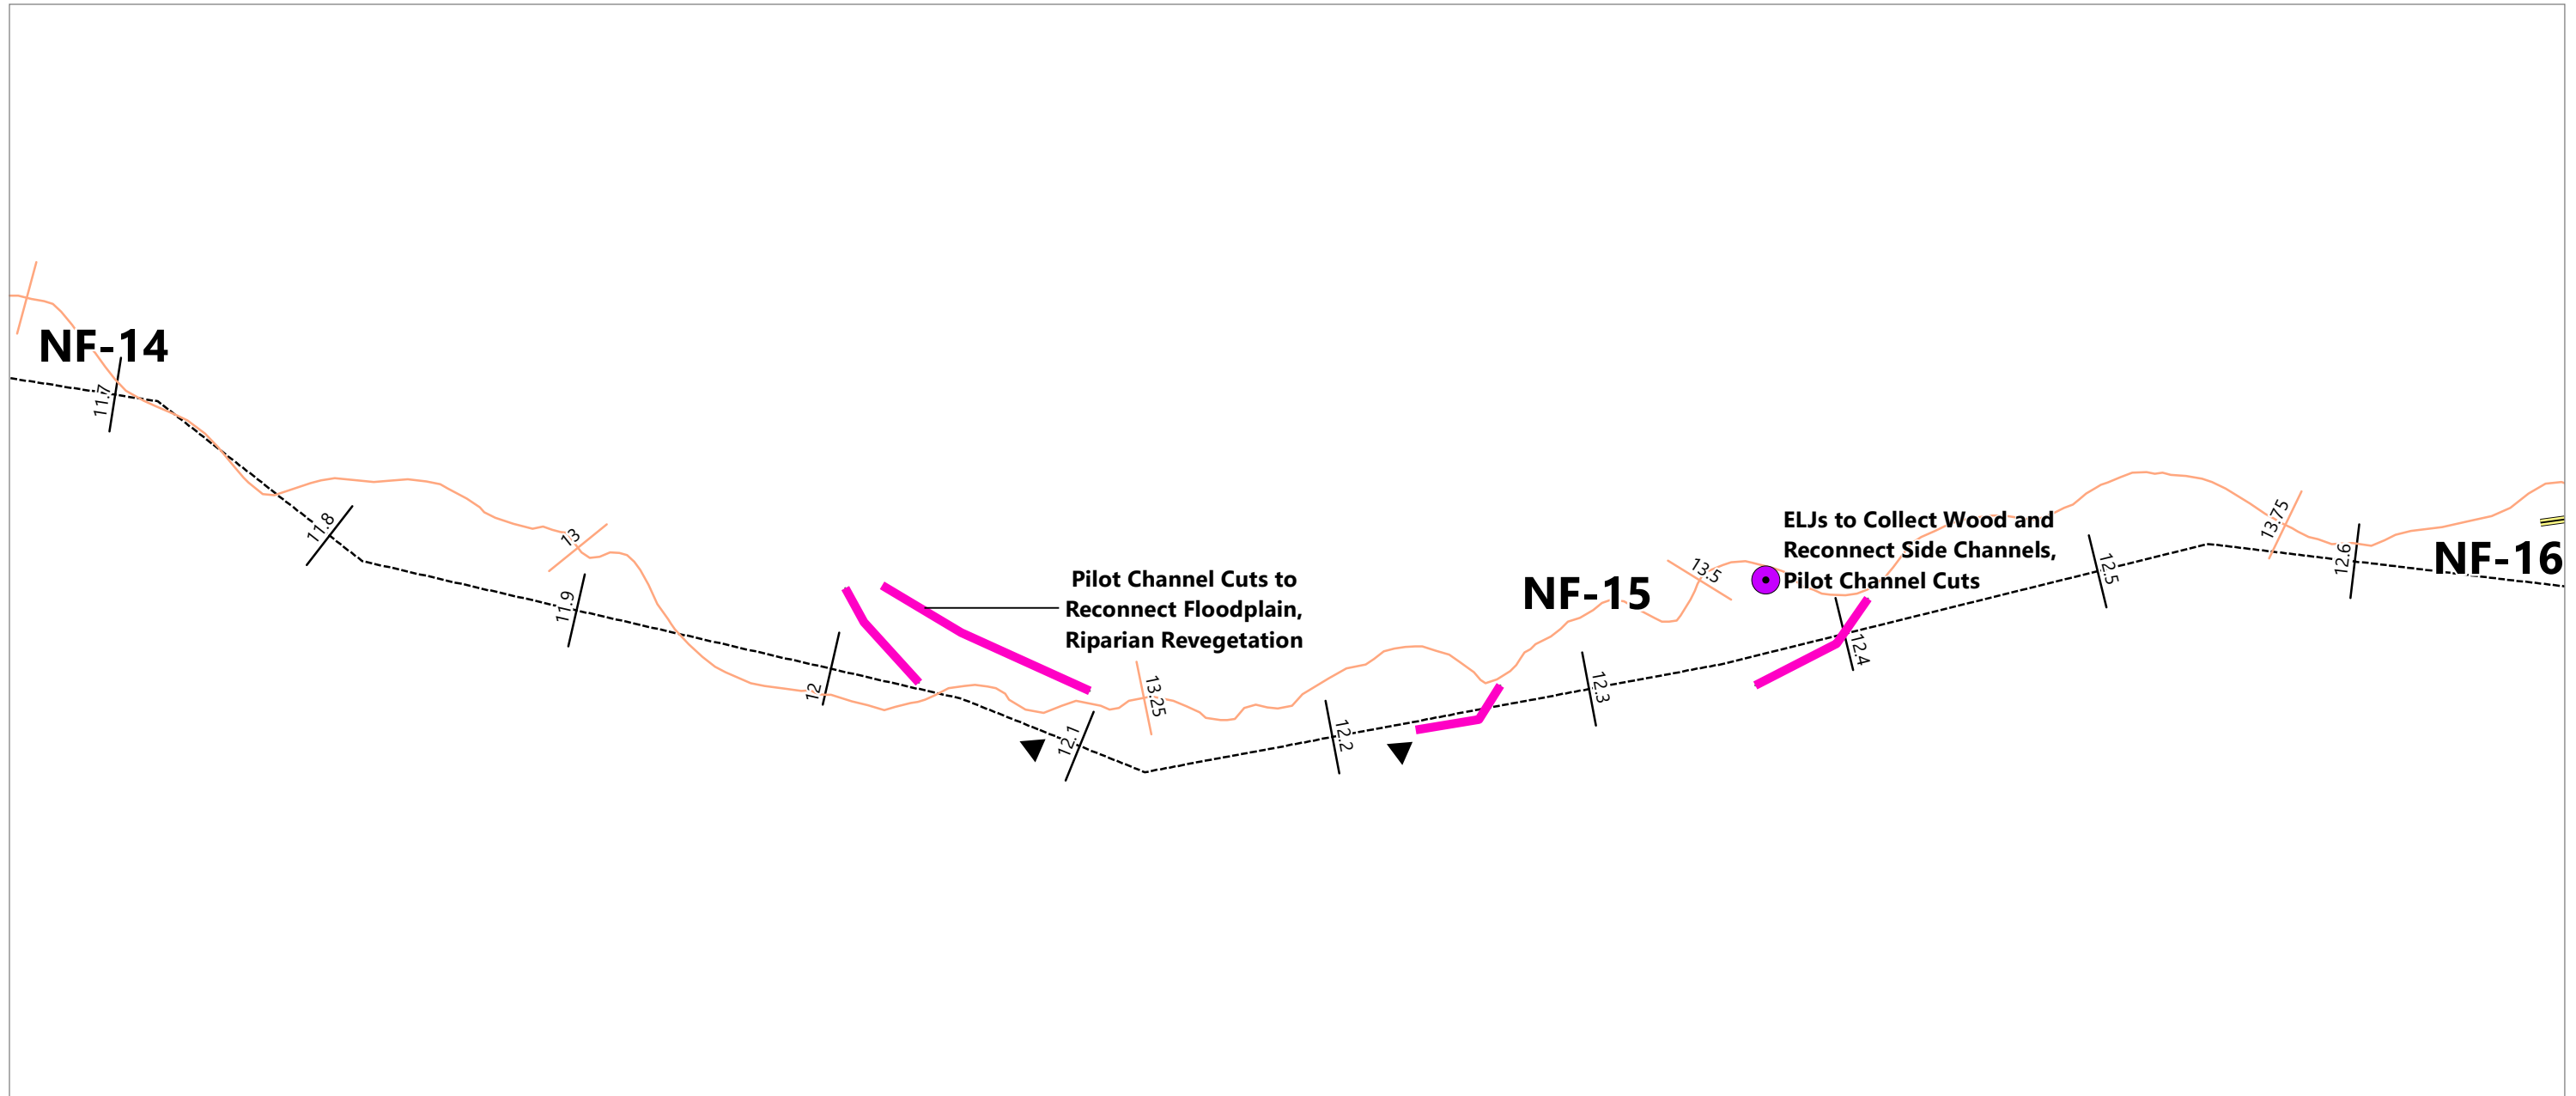 NF-14
11.7
11.8
13
11.9
12
Pilot Channel Cuts to
Reconnect Floodplain,
Riparian Revegetation
13.25
12.1
12.2
NF-15
12.3
13.5
ELJs to Collect Wood and
Reconnect Side Channels,
Pilot Channel Cuts
12.4
12.5
13.75
12.6
NF-16